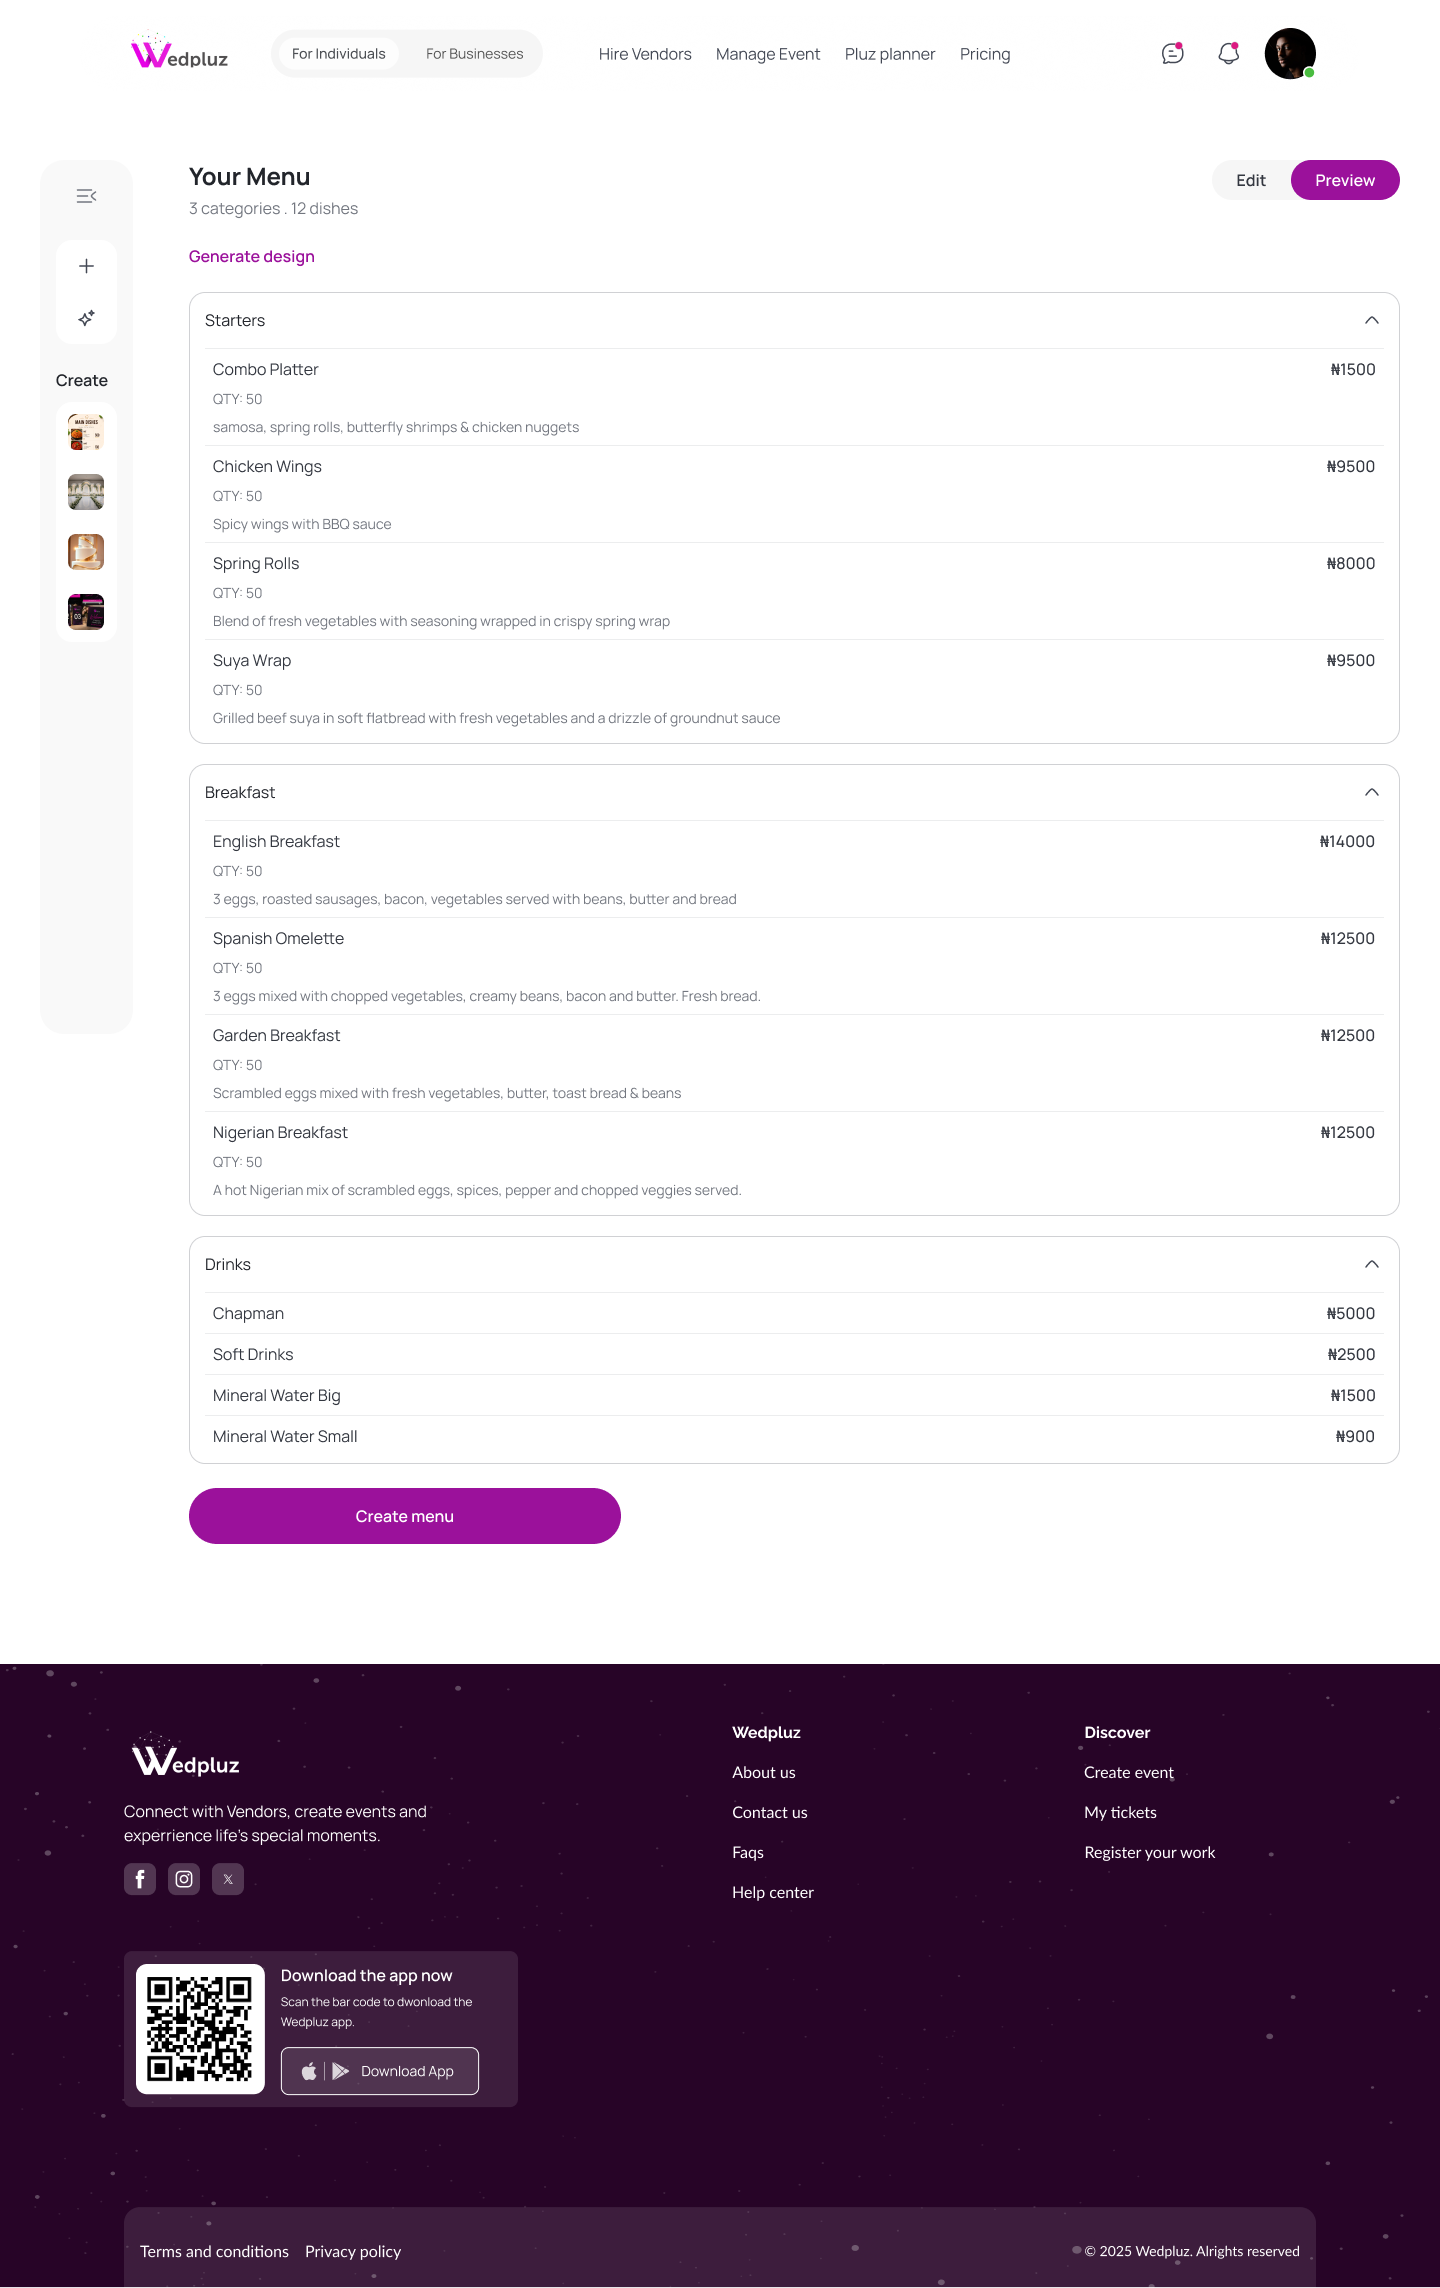 Wedpluz
For Individuals
For Businesses
Hire Vendors
Manage Event
Pluz planner
Pricing
Your Menu
3 categories . 12 dishes
Edit
Preview
Generate design
Create
MAIN DISHES
03
Starters
Combo Platter
₦1500
QTY: 50
samosa, spring rolls, butterfly shrimps & chicken nuggets
Chicken Wings
₦9500
QTY: 50
Spicy wings with BBQ sauce
Spring Rolls
₦8000
QTY: 50
Blend of fresh vegetables with seasoning wrapped in crispy spring wrap
Suya Wrap
₦9500
QTY: 50
Grilled beef suya in soft flatbread with fresh vegetables and a drizzle of groundnut sauce
Breakfast
English Breakfast
₦14000
QTY: 50
3 eggs, roasted sausages, bacon, vegetables served with beans, butter and bread
Spanish Omelette
₦12500
QTY: 50
3 eggs mixed with chopped vegetables, creamy beans, bacon and butter. Fresh bread.
Garden Breakfast
₦12500
QTY: 50
Scrambled eggs mixed with fresh vegetables, butter, toast bread & beans
Nigerian Breakfast
₦12500
QTY: 50
A hot Nigerian mix of scrambled eggs, spices, pepper and chopped veggies served.
Drinks
Chapman
₦5000
Soft Drinks
₦2500
Mineral Water Big
₦1500
Mineral Water Small
₦900
Create menu
Wedpluz
Connect with Vendors, create events and
experrience life's special moments.
Wedpluz
About us
Contact us
Faqs
Help center
Discover
Create event
My tickets
Register your work
Download the app now
Scan the bar code to dwonload the
Wedpluz app.
Download App
Terms and conditions
Privacy policy
© 2025 Wedpluz. Alrights reserved